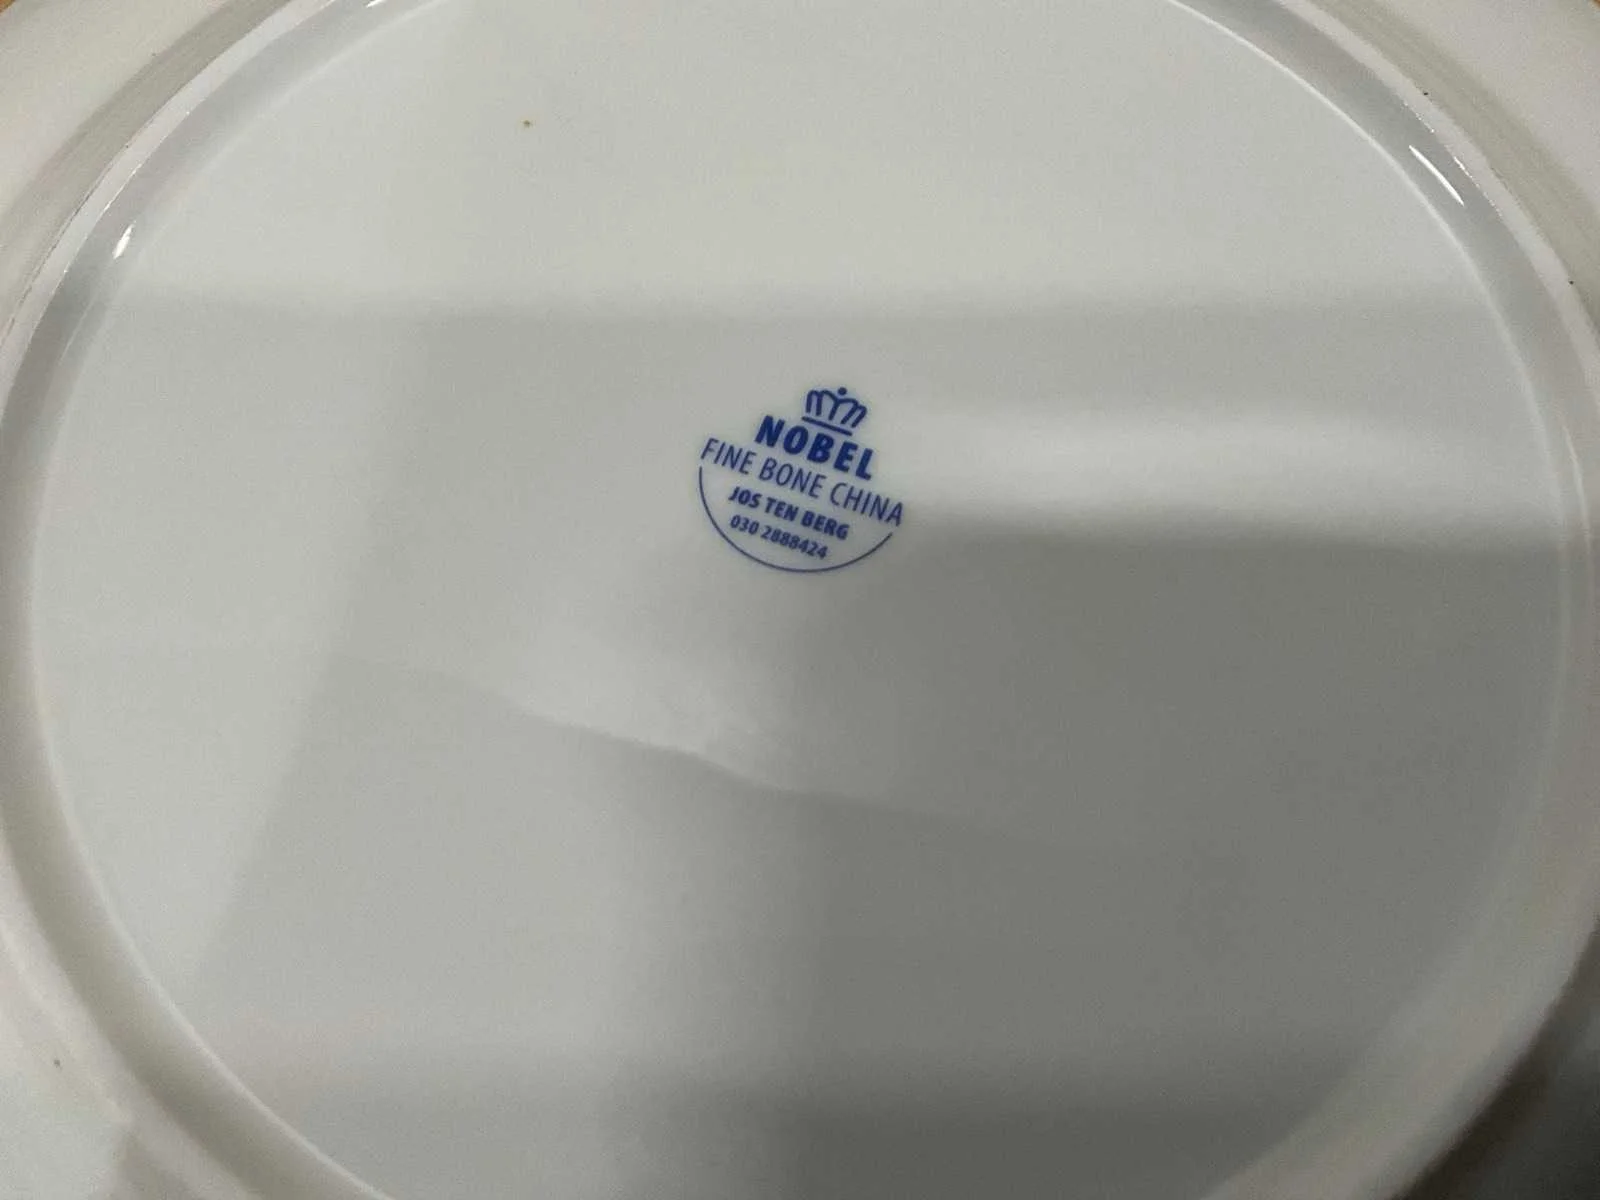 NOBEL
FINE BONE CHINA
JOS TEN BERG
030 2888424